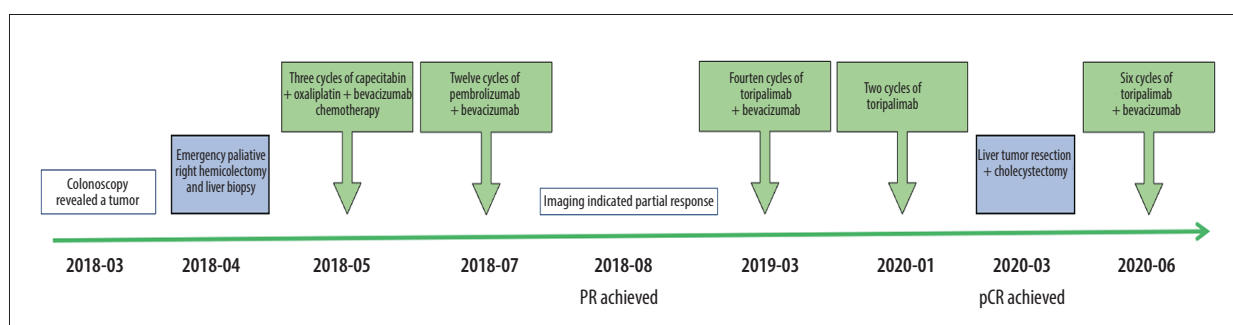 Colonoscopy
revealed a tumor
Emergency paliative
right hemicolectomy
and liver biopsy
Three cycles of capecitabin
+ oxaliplatin + bevacizumab
chemotherapy
Twelve cycles of
pembrolizumab
+ bevacizumab
Imaging indicated partial response
Fourten cycles of
toripalimab
+ bevacizumab
Two cycles of
toripalimab
Liver tumor resection
+ cholecystectomy
Six cycles of
toripalimab
+ bevacizumab
2018-03
2018-04
2018-05
2018-07
2018-08
2019-03
2020-01
2020-03
2020-06
PR achieved
pCR achieved